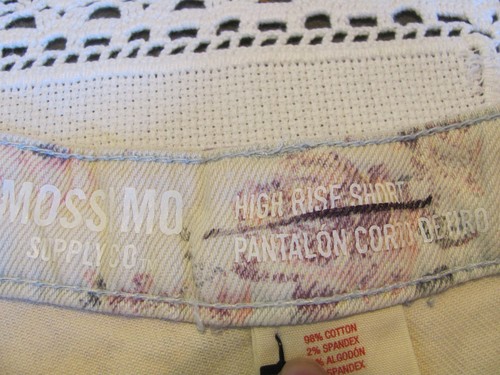 MOSSIMO
SUPPLY CO.
HIGH RISE SHORT
PANTALÓN CORTO DE TIRO
98% COTTON
2% SPANDEX
% ALGODÓN
% SPANDEX